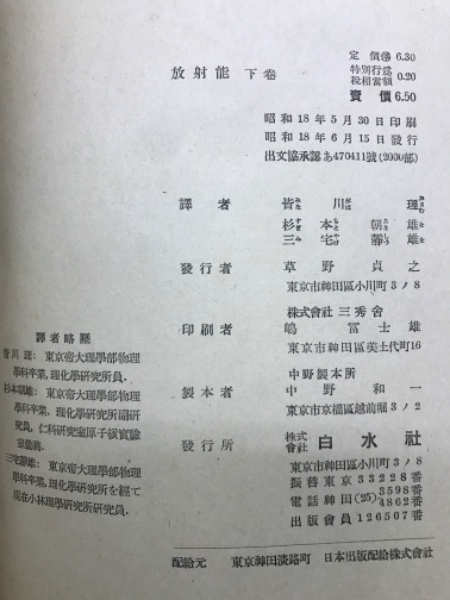 放射能 下卷
定價 6.30
特別行爲
稅相當額 0.20
賣價 6.50
昭和18年5月30日印刷
昭和18年6月15日發行
出文協承認あ470411號(2000部)
譯者 皆川理
杉本朝雄
三宅靜雄
發行者 草野貞之
東京市神田區小川町3ノ8
株式會社 三秀舍
印刷者 嶋冨士雄
東京市神田區美土代町16
中野製本所
製本者 中野和一
東京市京橋區越前堀3ノ2
發行所 株式會社 白水社
東京市神田區小川町3ノ8
振替東京33228番
電話神田(25)3598番
4862番
出版會員126507番
譯者略歷
皆川理: 東京帝大理學部物理
學科卒業, 理化學研究所員.
杉本朝雄: 東京帝大理學部物理
學科卒業, 理化學研究所副硏
究員, 仁科硏究室原子核實驗
室勤務.
三宅靜雄: 東京帝大理學部物理
學科卒業, 理化學硏究所を經て
現在小林理學硏究所硏究員.
配給元 東京神田淡路町 日本出版配給株式會社